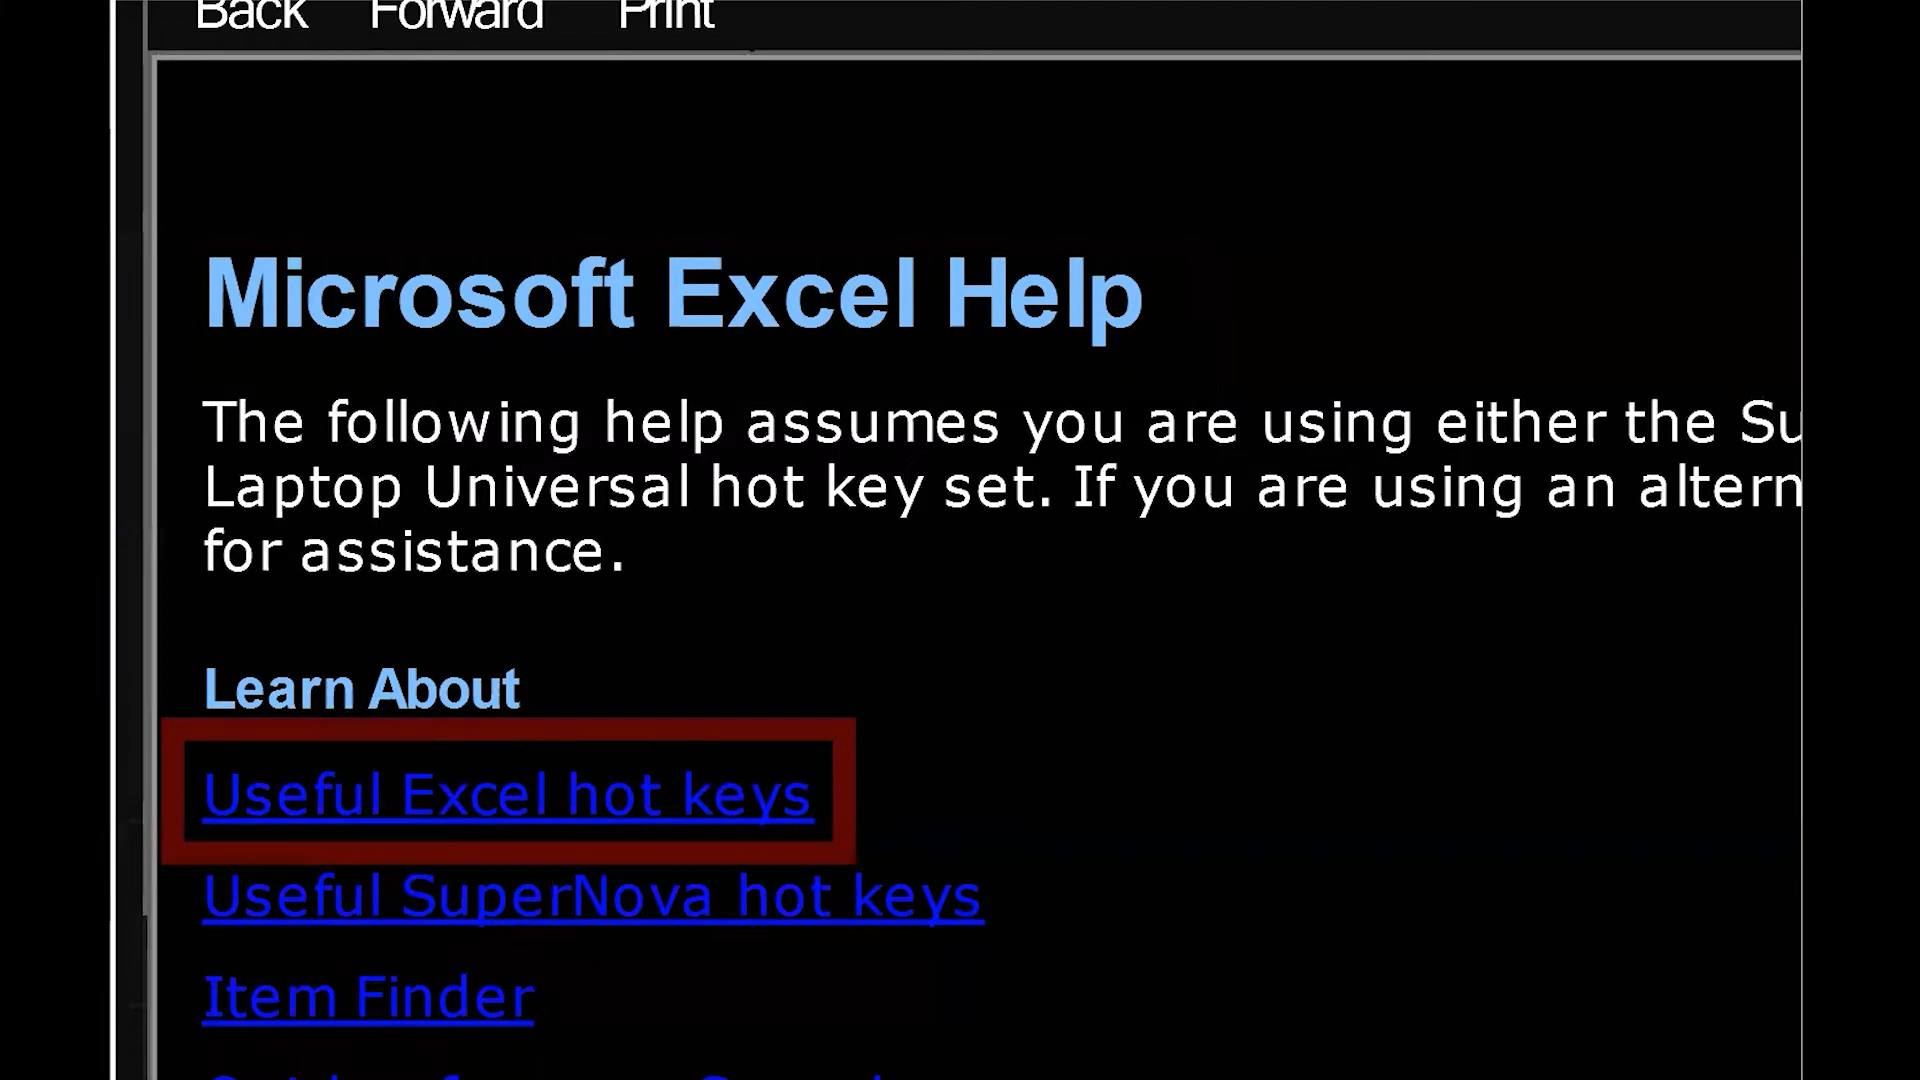 Back Forward Print
Microsoft Excel Help
The following help assumes you are using either the
Laptop Universal hot key set. If you are using an
for assistance.
Learn About
Useful Excel hot keys
Useful SuperNova hot keys
Item Finder